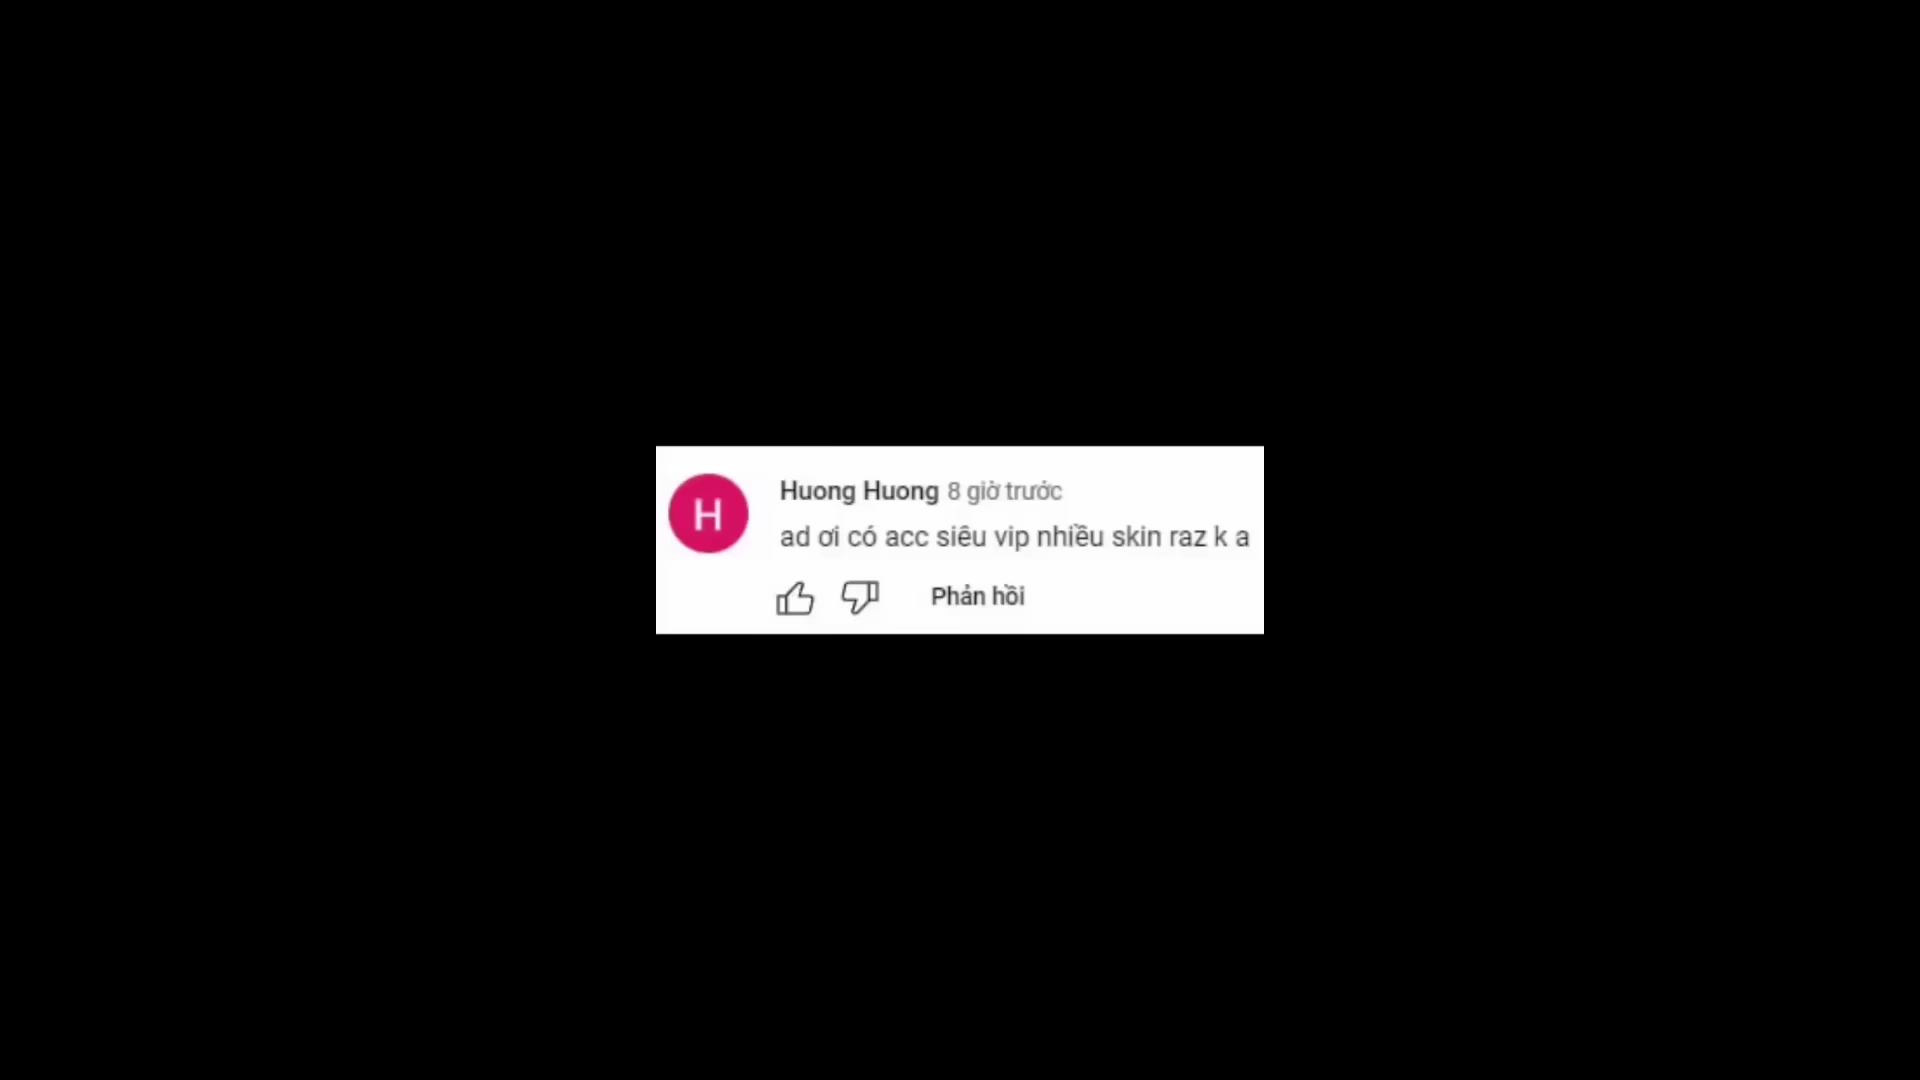 H
Huong Huong 8 giờ trước
ad ơi có acc siêu vip nhiều skin raz k a
Phản hồi